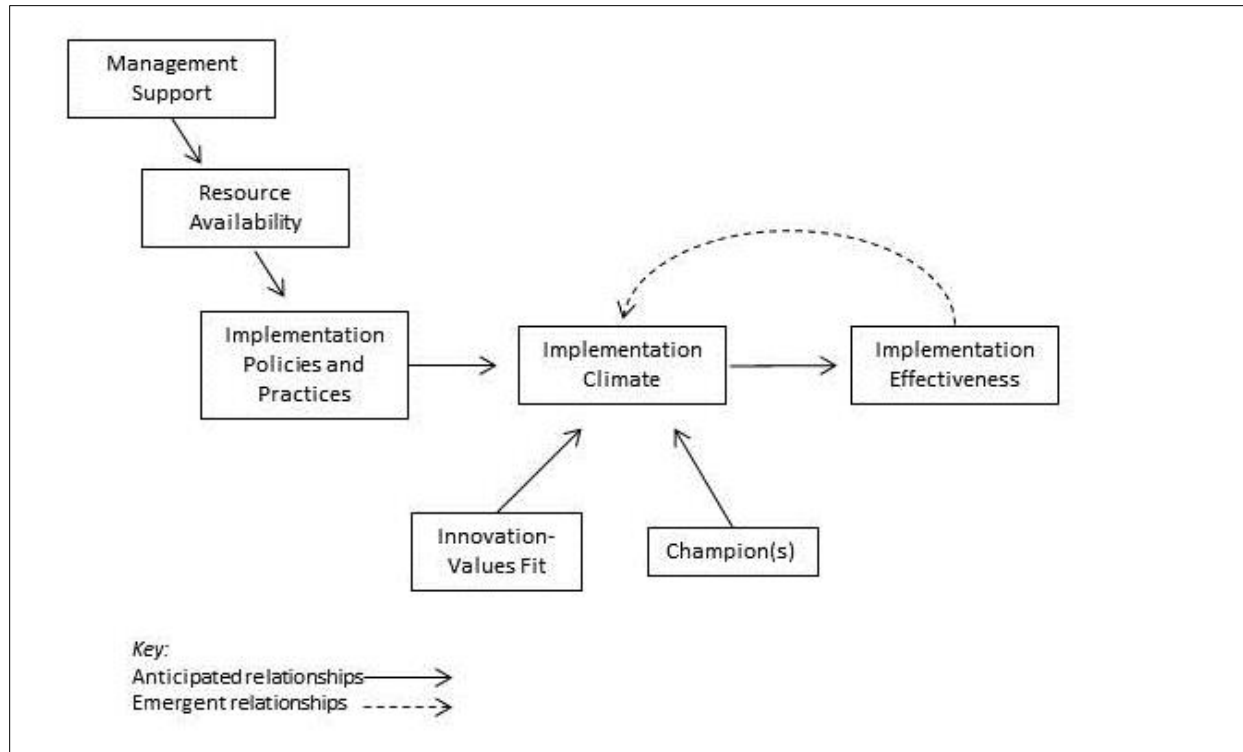 Management
Support
Resource
Availability
Implementation
Policies and
Practices
Implementation
Climate
Implementation
Effectiveness
Innovation-
Values Fit
Champion(s)
Key:
Anticipated relationships
Emergent relationships